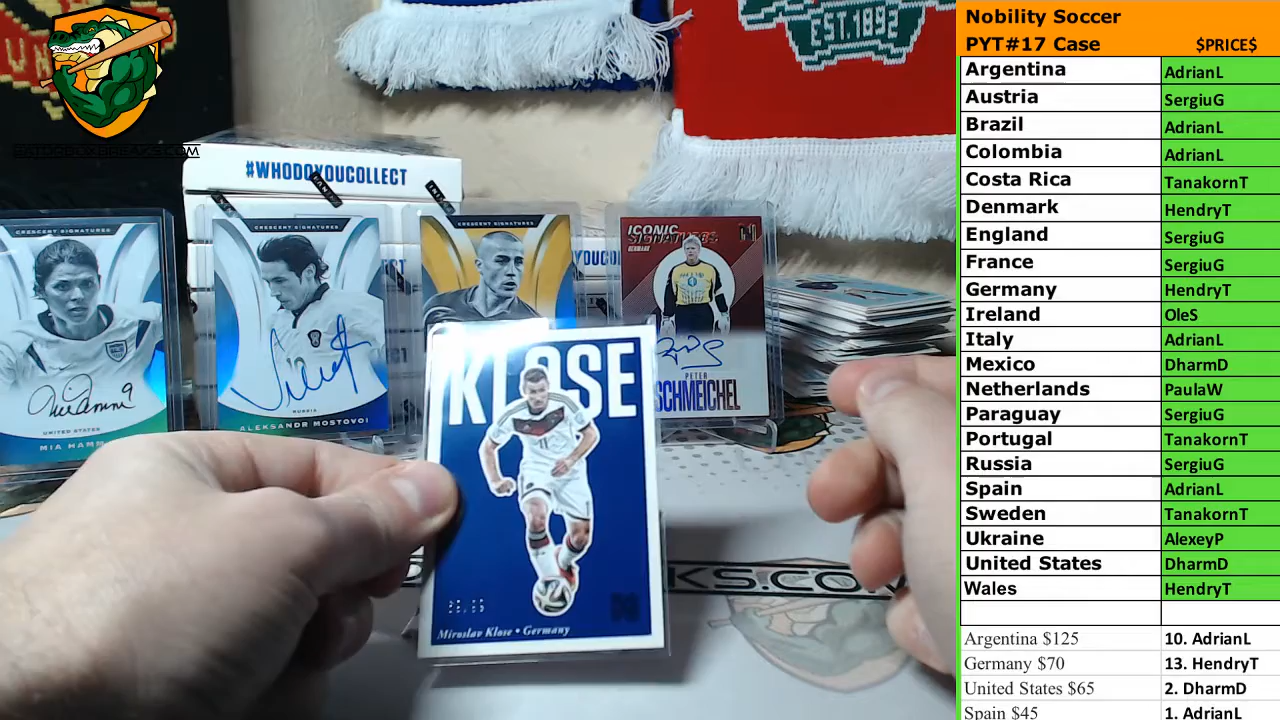 EST.1892
#WHODOYOUCOLLECT
CRESCENT SIGNATURES
UNITED STATES
MIA HAMM
CRESCENT SIGNATURES
RUSSIA
ALEKSANDR MOSTOVOI
CRESCENT SIGNATURES
ICONIC
SIGNATURES
DENMARK
PETER
SCHMEICHEL
KLOSE
Miroslav Klose • Germany
KS.COM
Nobility Soccer
PYT#17 Case $PRICE$
Argentina AdrianL
Austria SergiuG
Brazil AdrianL
Colombia AdrianL
Costa Rica TanakornT
Denmark HendryT
England SergiuG
France SergiuG
Germany HendryT
Ireland OleS
Italy AdrianL
Mexico DharmD
Netherlands PaulaW
Paraguay SergiuG
Portugal TanakornT
Russia SergiuG
Spain AdrianL
Sweden TanakornT
Ukraine AlexeyP
United States DharmD
Wales HendryT
Argentina $125 10. AdrianL
Germany $70 13. HendryT
United States $65 2. DharmD
Spain $45 1. AdrianL